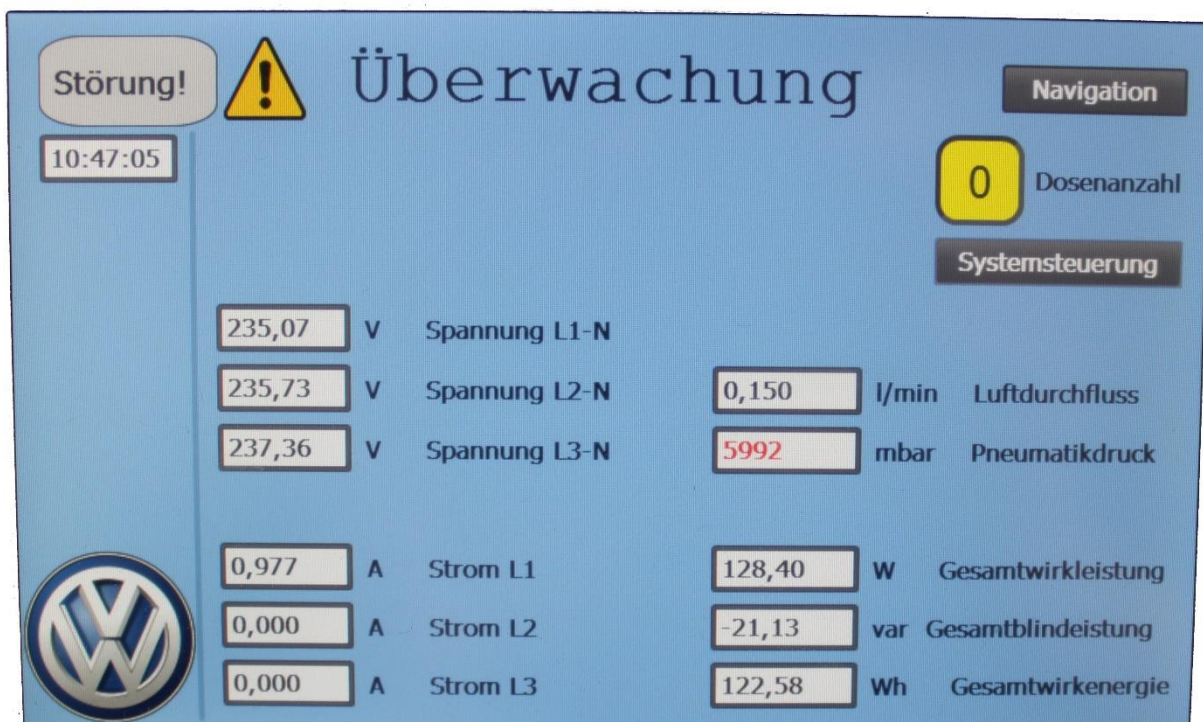 Störung!
Überwachung
Navigation
10:47:05
0 Dosenanzahl
Systemsteuerung
235,07 V Spannung L1-N
235,73 V Spannung L2-N
0,150 l/min Luftdurchfluss
237,36 V Spannung L3-N
5992 mbar Pneumatikdruck
0,977 A Strom L1
128,40 W Gesamtwirkleistung
0,000 A Strom L2
-21,13 var Gesamtblindeistung
0,000 A Strom L3
122,58 Wh Gesamtwirkenergie
VW